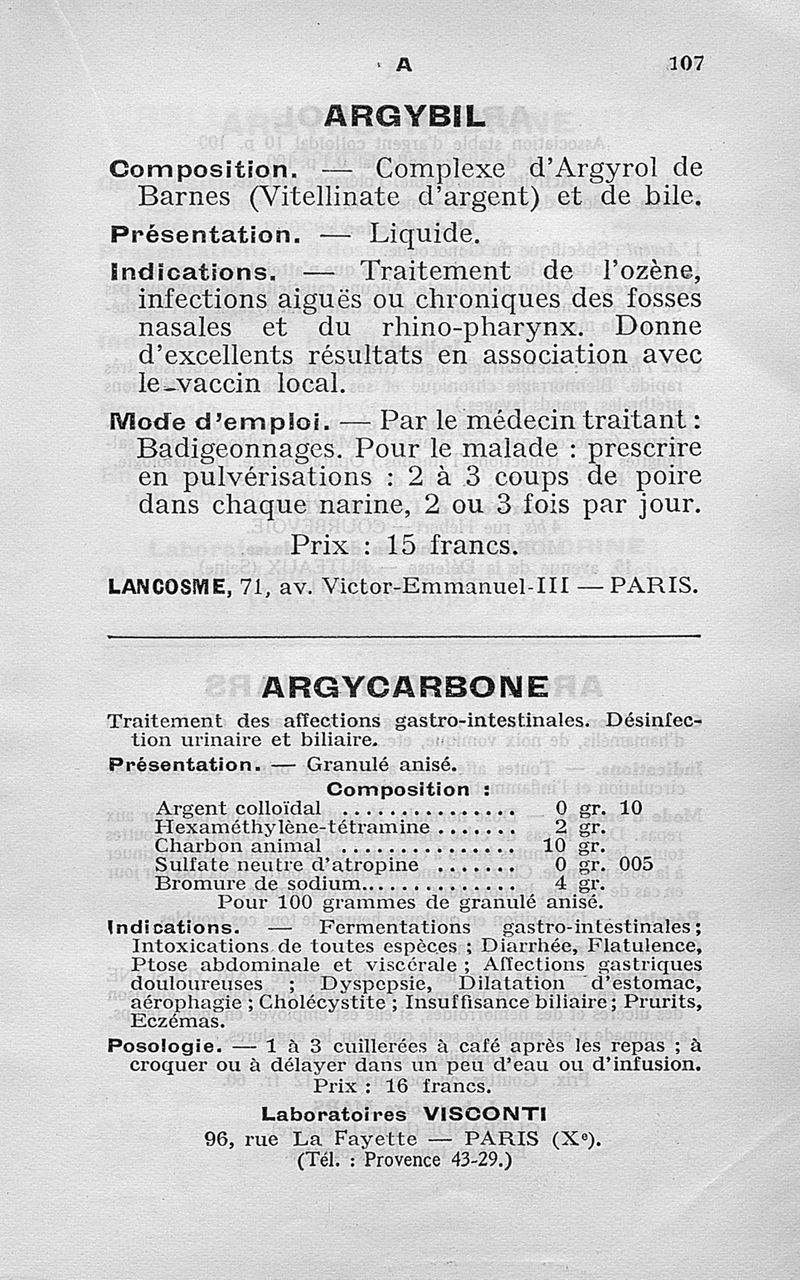 A 107
ARGYBIL
Composition. — Complexe d'Argyrol de
Barnes (Vitellinate d'argent) et de bile.
Présentation. — Liquide.
Indications. — Traitement de l'ozène,
infections aiguës ou chroniques des fosses
nasales et du rhino-pharynx. Donne
d'excellents résultats en association avec
le-vaccin local.
Mode d'emploi. — Par le médecin traitant :
Badigeonnages. Pour le malade : prescrire
en pulvérisations : 2 à 3 coups de poire
dans chaque narine, 2 ou 3 fois par jour.
Prix : 15 francs.
LANCOSME, 71, av. Victor-Emmanuel-III — PARIS.
ARGYCARBONE
Traitement des affections gastro-intestinales. Désinfec-
tion urinaire et biliaire.
Présentation. — Granulé anisé.
Composition :
Argent colloïdal ............... 0 gr. 10
Hexaméthylène-tétramine ....... 2 gr.
Charbon animal ............... 10 gr.
Sulfate neutre d'atropine ....... 0 gr. 005
Bromure de sodium.............. 4 gr.
Pour 100 grammes de granulé anisé.
Indications. — Fermentations gastro-intestinales ;
Intoxications de toutes espèces ; Diarrhée, Flatulence,
Ptose abdominale et viscérale ; Affections gastriques
douloureuses ; Dyspepsie, Dilatation d'estomac,
aérophagie ; Cholécystite ; Insuffisance biliaire ; Prurits,
Eczémas.
Posologie. — 1 à 3 cuillerées à café après les repas ; à
croquer ou à délayer dans un peu d'eau ou d'infusion.
Prix : 16 francs.
Laboratoires VISCONTI
96, rue La Fayette — PARIS (Xe).
(Tél. : Provence 43-29.)